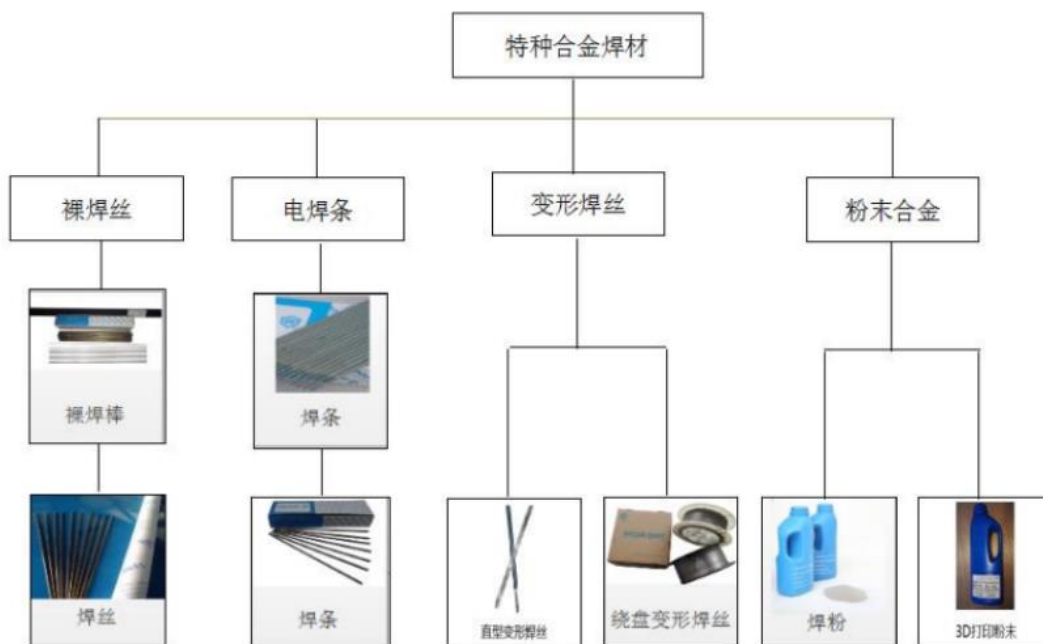 特种合金焊材
裸焊丝
电焊条
变形焊丝
粉末合金
裸焊棒
焊条
焊丝
焊条
直型变形焊丝
绕盘变形焊丝
焊粉
3D打印粉末